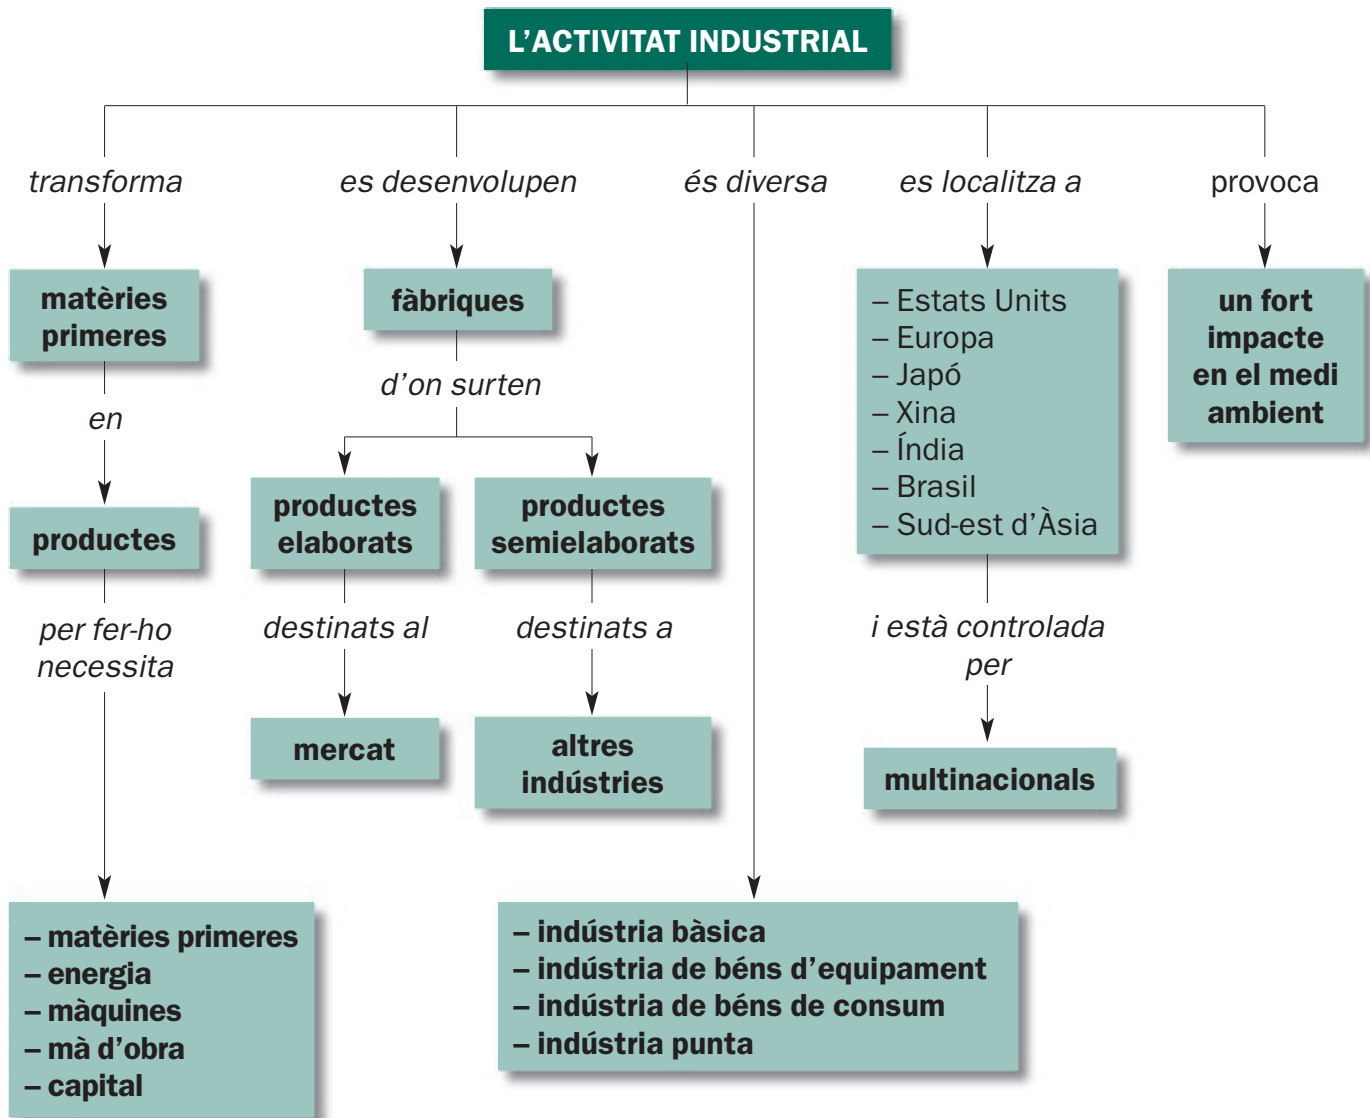 L'ACTIVITAT INDUSTRIAL
transforma
matèries
primeres
en
productes
per fer-ho
necessita
– matèries primeres
– energia
– màquines
– mà d'obra
– capital
es desenvolupen
fàbriques
d'on surten
productes
elaborats
destinats al
mercat
productes
semielaborats
destinats a
altres
indústries
és diversa
– indústria bàsica
– indústria de béns d'equipament
– indústria de béns de consum
– indústria punta
es localitza a
– Estats Units
– Europa
– Japó
– Xina
– Índia
– Brasil
– Sud-est d'Àsia
i està controlada
per
multinacionals
provoca
un fort
impacte
en el medi
ambient